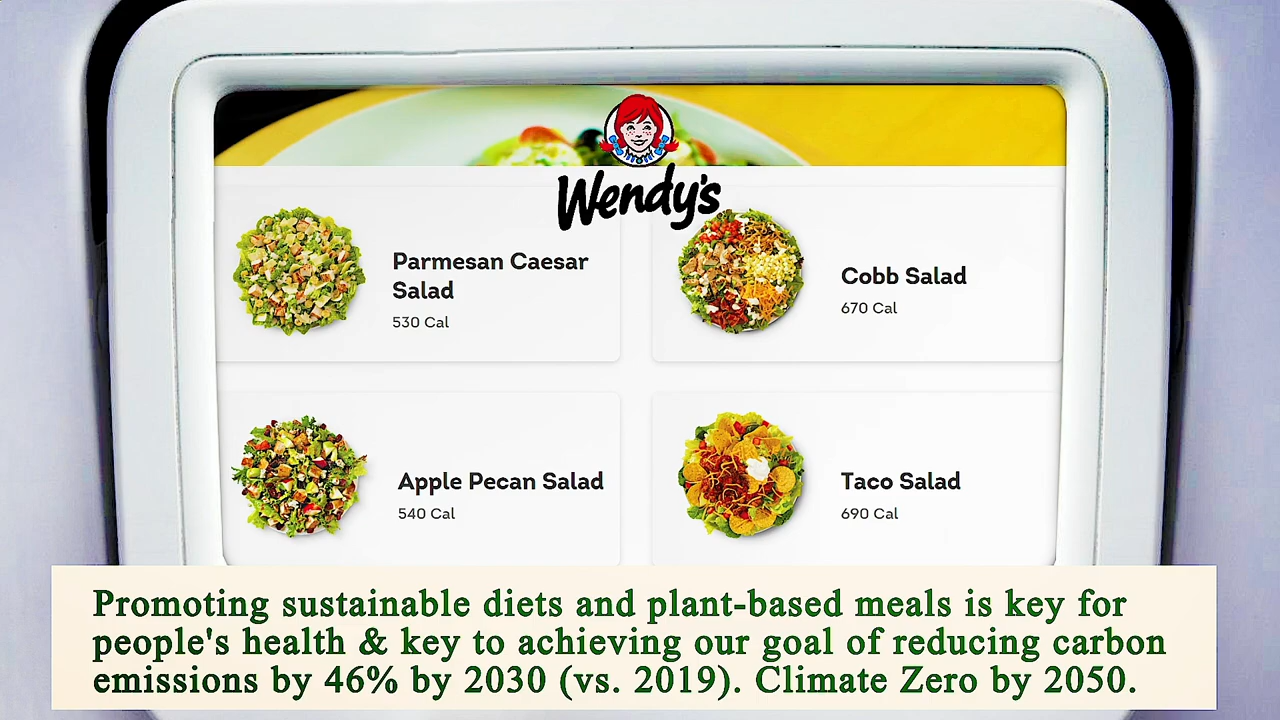 Wendy's
Parmesan Caesar
Salad
530 Cal
Cobb Salad
670 Cal
Apple Pecan Salad
540 Cal
Taco Salad
690 Cal
Promoting sustainable diets and plant-based meals is key for
people's health & key to achieving our goal of reducing carbon
emissions by 46% by 2030 (vs. 2019). Climate Zero by 2050.